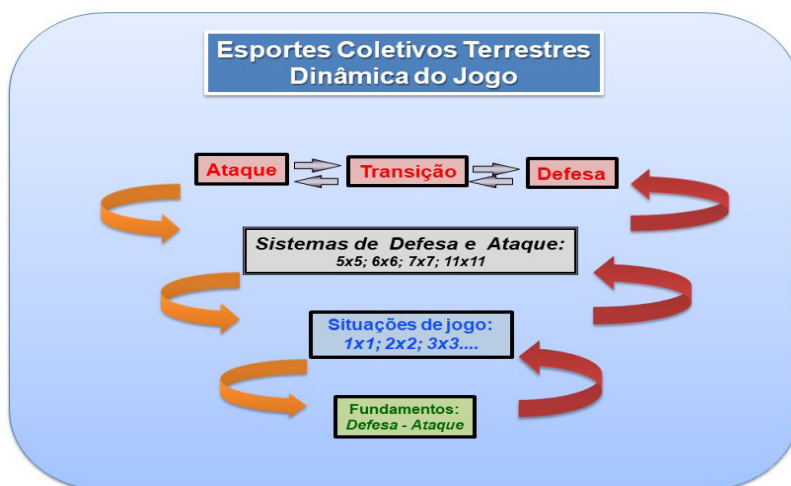 Esportes Coletivos Terrestres
Dinâmica do Jogo
Ataque
Transição
Defesa
Sistemas de Defesa e Ataque:
5x5; 6x6; 7x7; 11x11
Situações de jogo:
1x1; 2x2; 3x3....
Fundamentos:
Defesa - Ataque